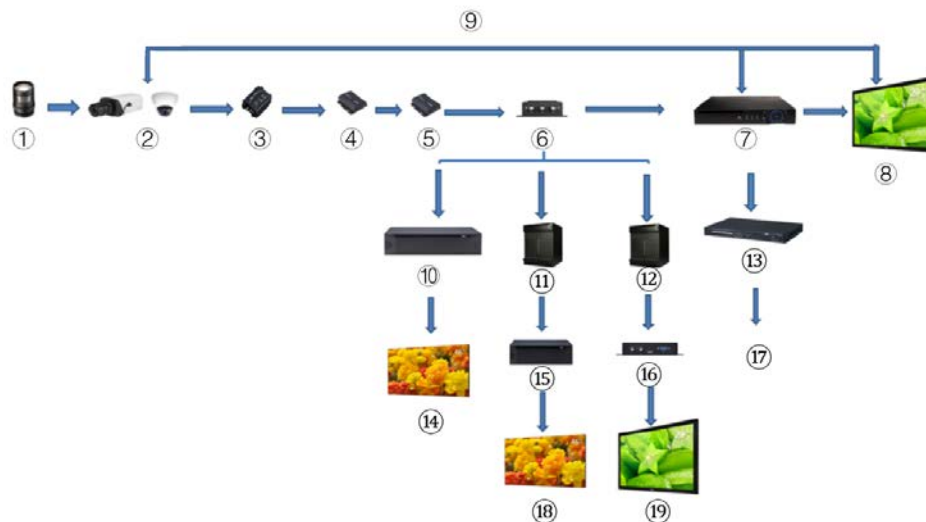 ⑨
① ② ③ ④ ⑤ ⑥ ⑦ ⑧
⑩ ⑪ ⑫ ⑬
⑭ ⑮ ⑯ ⑰
⑱ ⑲